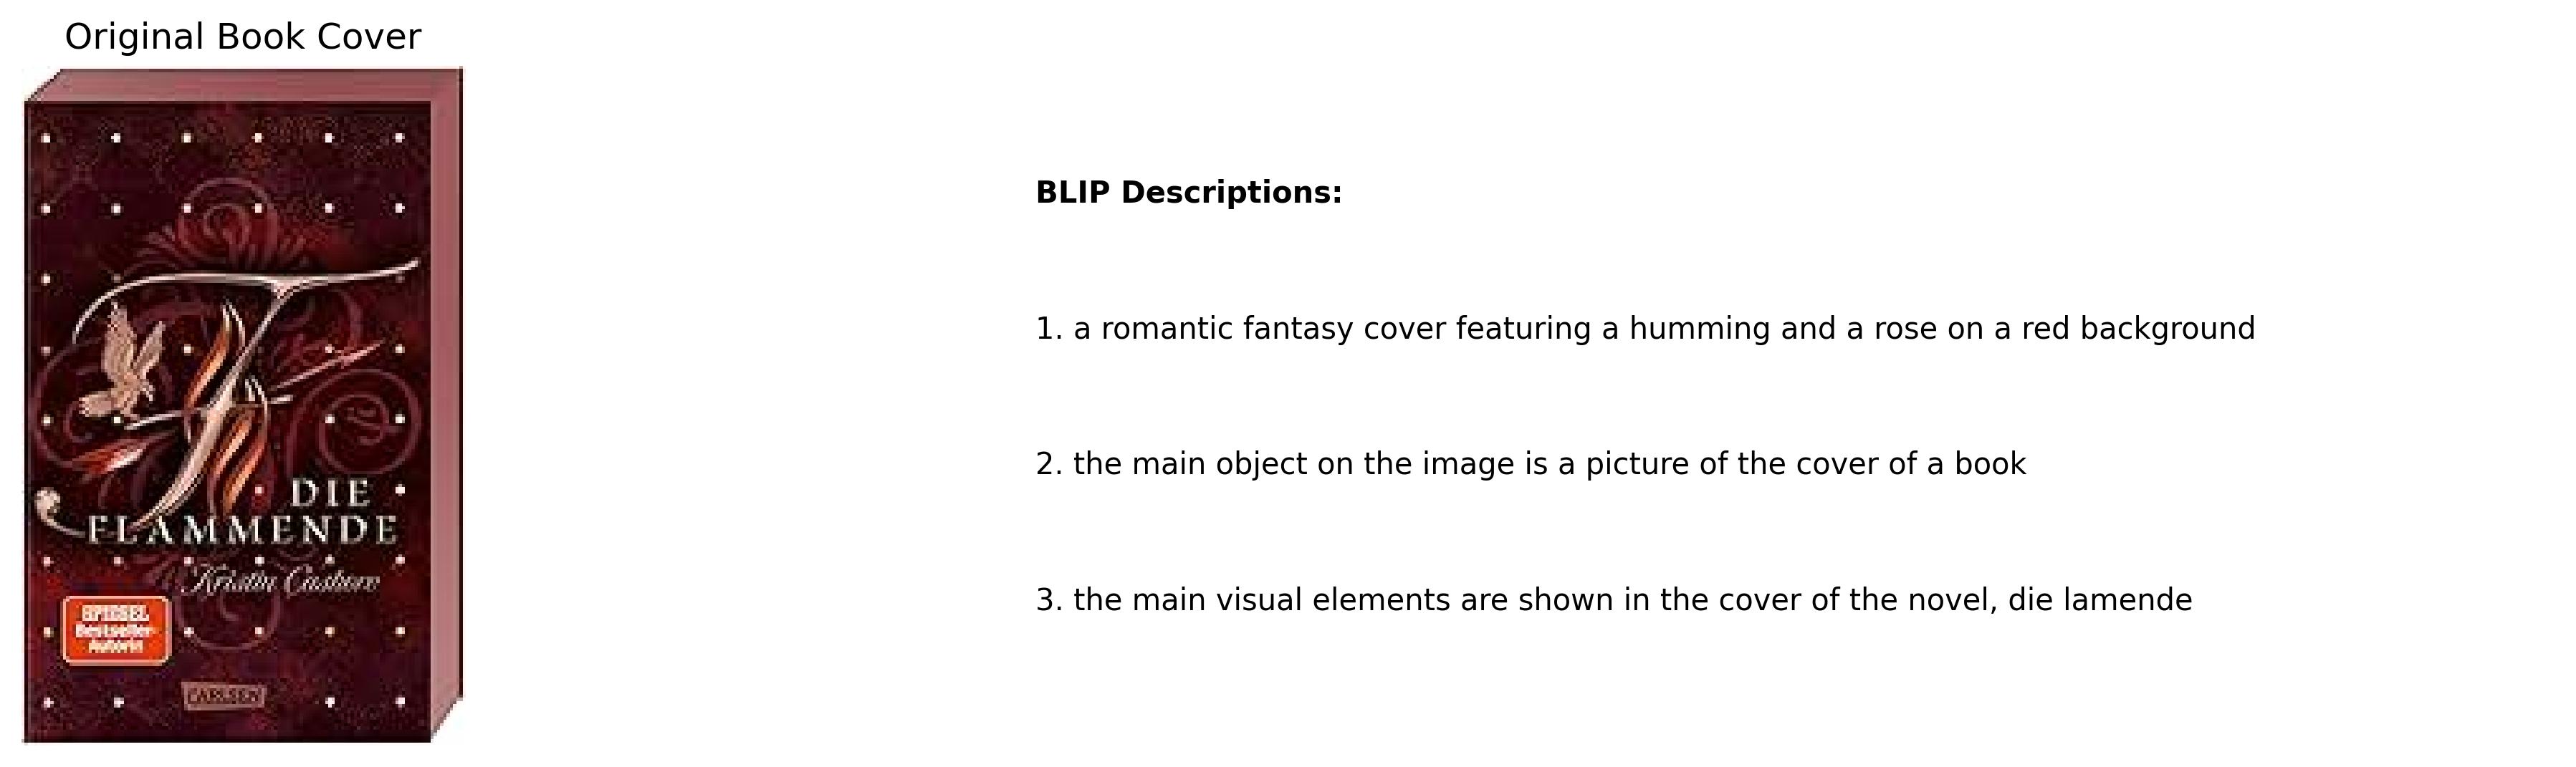 Original Book Cover
DIE
FLAMMENDE
Kristin Cashore
SPIEGEL
Bestseller-
Autorin
CARLSEN
BLIP Descriptions:
1. a romantic fantasy cover featuring a humming and a rose on a red background
2. the main object on the image is a picture of the cover of a book
3. the main visual elements are shown in the cover of the novel, die lamende